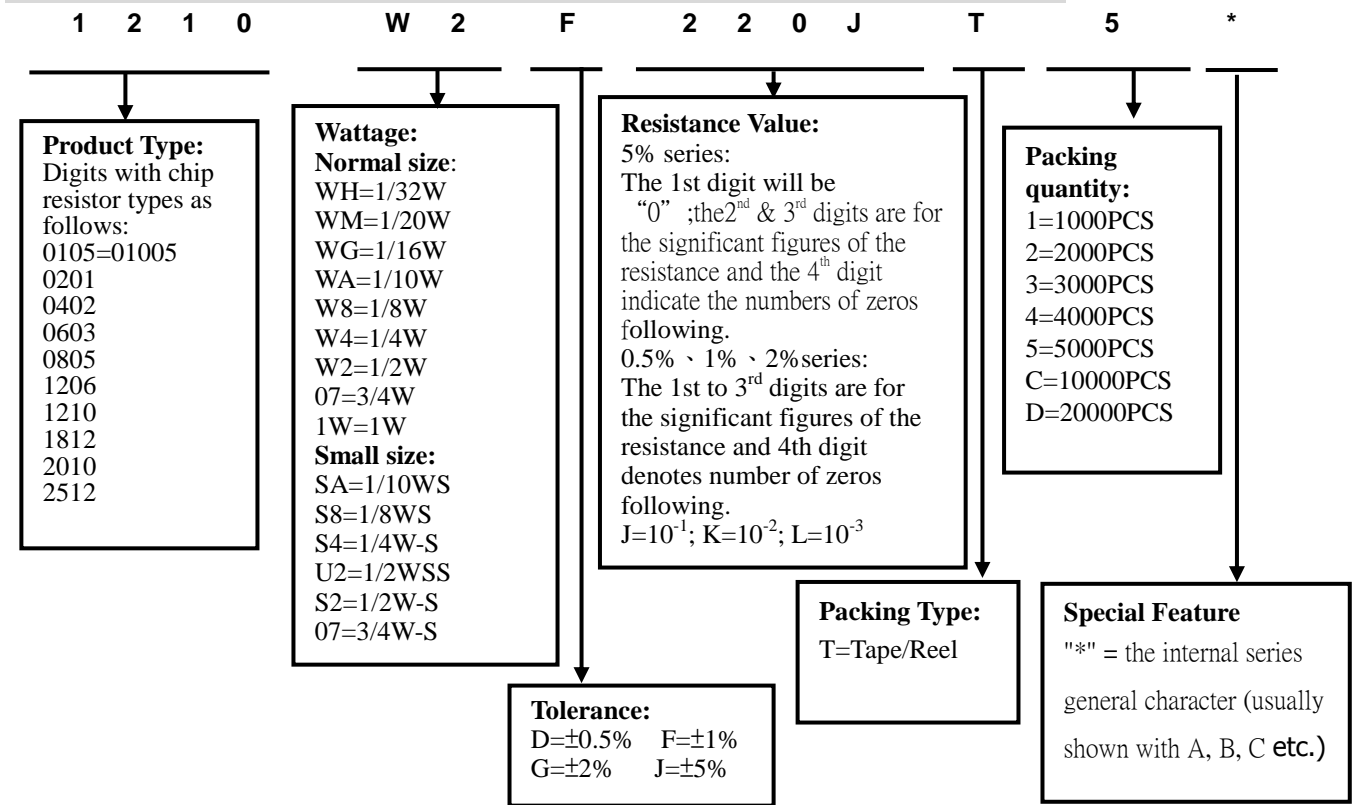 1 2 1 0 W 2 F 2 2 0 J T 5 *
Product Type:
Digits with chip
resistor types as
follows:
0105=01005
0201
0402
0603
0805
1206
1210
1812
2010
2512
Wattage:
Normal size:
WH=1/32W
WM=1/20W
WG=1/16W
WA=1/10W
W8=1/8W
W4=1/4W
W2=1/2W
07=3/4W
1W=1W
Small size:
SA=1/10WS
S8=1/8WS
S4=1/4W-S
U2=1/2WSS
S2=1/2W-S
07=3/4W-S
Tolerance:
D=±0.5% F=±1%
G=±2% J=±5%
Resistance Value:
5% series:
The 1st digit will be
“0” ;the2nd & 3rd digits are for
the significant figures of the
resistance and the 4th digit
indicate the numbers of zeros
following.
0.5%、1%、2%series:
The 1st to 3rd digits are for
the significant figures of the
resistance and 4th digit
denotes number of zeros
following.
J=10-1; K=10-2; L=10-3
Packing Type:
T=Tape/Reel
Packing
quantity:
1=1000PCS
2=2000PCS
3=3000PCS
4=4000PCS
5=5000PCS
C=10000PCS
D=20000PCS
Special Feature
"*" = the internal series
general character (usually
shown with A, B, C etc.)